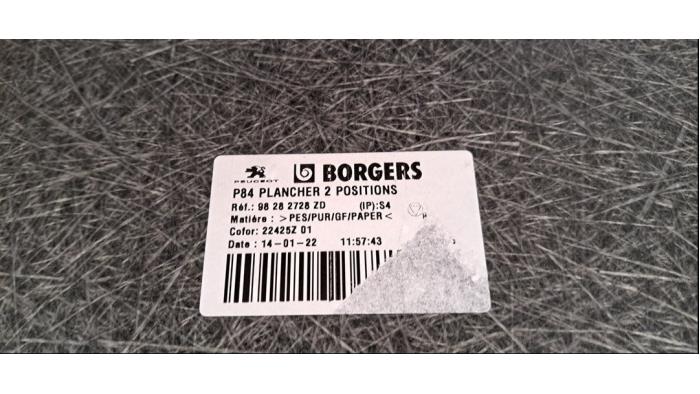 PEUGEOT BORGERS
P84 PLANCHER 2 POSITIONS
Réf.: 98 28 2728 ZD (IP):S4
Matiére : >PES/PUR/GF/PAPER<
Cofor: 22425Z 01
Date : 14-01-22 11:57:43